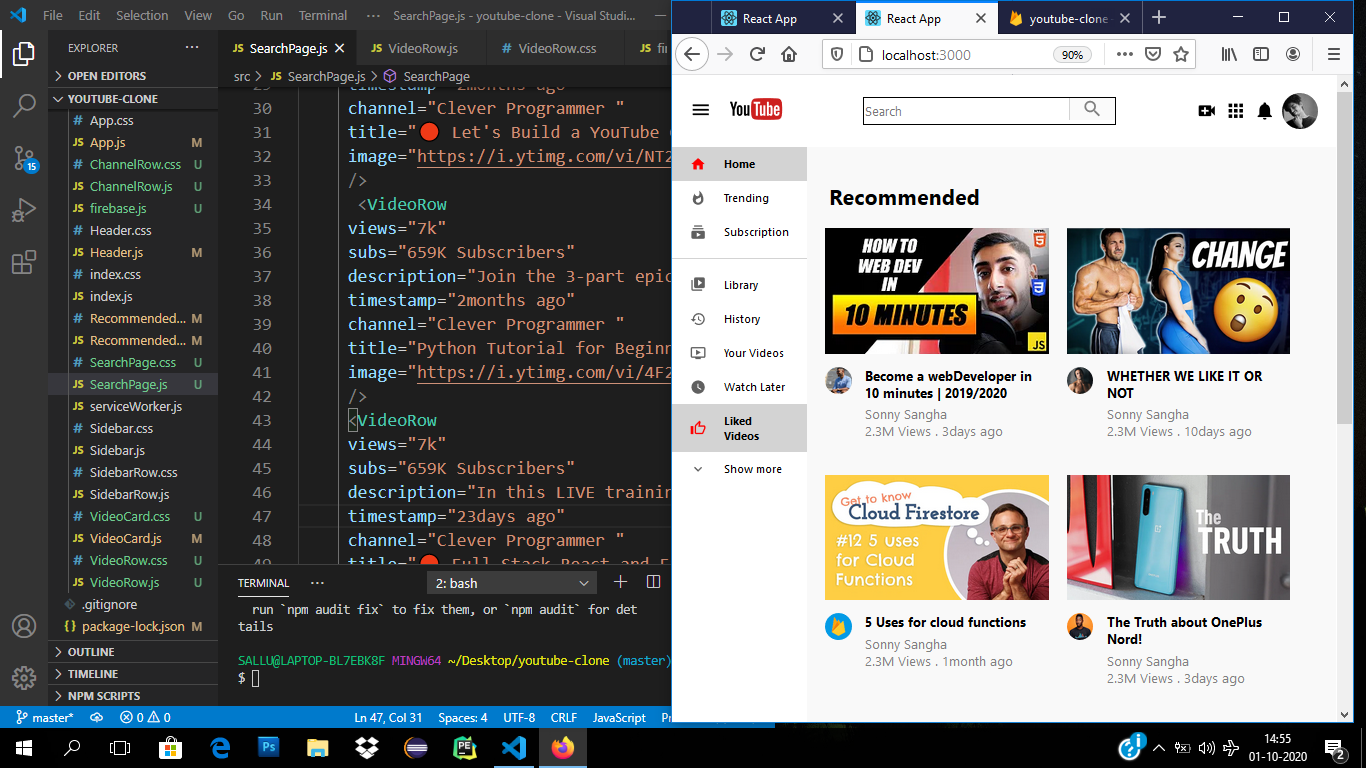 File Edit Selection View Go Run Terminal ··· SearchPage.js - youtube-clone - Visual Studi...
EXPLORER ···
OPEN EDITORS
YOUTUBE-CLONE
# App.css
JS App.js M
# ChannelRow.css U
JS ChannelRow.js U
JS firebase.js U
# Header.css
JS Header.js M
# index.css
JS index.js
# Recommended... M
JS Recommended... M
# SearchPage.css U
JS SearchPage.js U
JS serviceWorker.js
# Sidebar.css
JS Sidebar.js
# SidebarRow.css
JS SidebarRow.js
# VideoCard.css U
JS VideoCard.js M
# VideoRow.css U
JS VideoRow.js U
.gitignore
{} package-lock.json M
OUTLINE
TIMELINE
NPM SCRIPTS
15
JS SearchPage.js JS VideoRow.js # VideoRow.css JS fi
src > JS SearchPage.js > SearchPage
29 timestamp="2months ago"
30 channel="Clever Programmer "
31 title="🔴 Let's Build a YouTube
32 image="https://i.ytimg.com/vi/NT2
33 />
34 <VideoRow
35 views="7k"
36 subs="659K Subscribers"
37 description="Join the 3-part epic
38 timestamp="2months ago"
39 channel="Clever Programmer "
40 title="Python Tutorial for Beginn
41 image="https://i.ytimg.com/vi/4F2
42 />
43 <VideoRow
44 views="7k"
45 subs="659K Subscribers"
46 description="In this LIVE trainin
47 timestamp="23days ago"
48 channel="Clever Programmer "
49 title="🔴 Full Stack React and F
TERMINAL ··· 2: bash
run `npm audit fix` to fix them, or `npm audit` for det
tails
SALLU@LAPTOP-BL7EBK8F MINGW64 ~/Desktop/youtube-clone (master)
$
master* 0 0 Ln 47, Col 31 Spaces: 4 UTF-8 CRLF JavaScript Pr
React App
React App
youtube-clone
localhost:3000 90%
YouTube
Search
Home
Trending
Subscription
Library
History
Your Videos
Watch Later
Liked
Videos
Show more
Recommended
HOW TO
WEB DEV
IN
10 MINUTES
HTML
5
3
JS
Become a webDeveloper in
10 minutes | 2019/2020
Sonny Sangha
2.3M Views . 3days ago
CHANGE
WHETHER WE LIKE IT OR
NOT
Sonny Sangha
2.3M Views . 10days ago
Get to know
Cloud Firestore
#12 5 uses
for Cloud
Functions
5 Uses for cloud functions
Sonny Sangha
2.3M Views . 1month ago
The
TRUTH
The Truth about OnePlus
Nord!
Sonny Sangha
2.3M Views . 3days ago
Ps
PE
14:55
01-10-2020
2